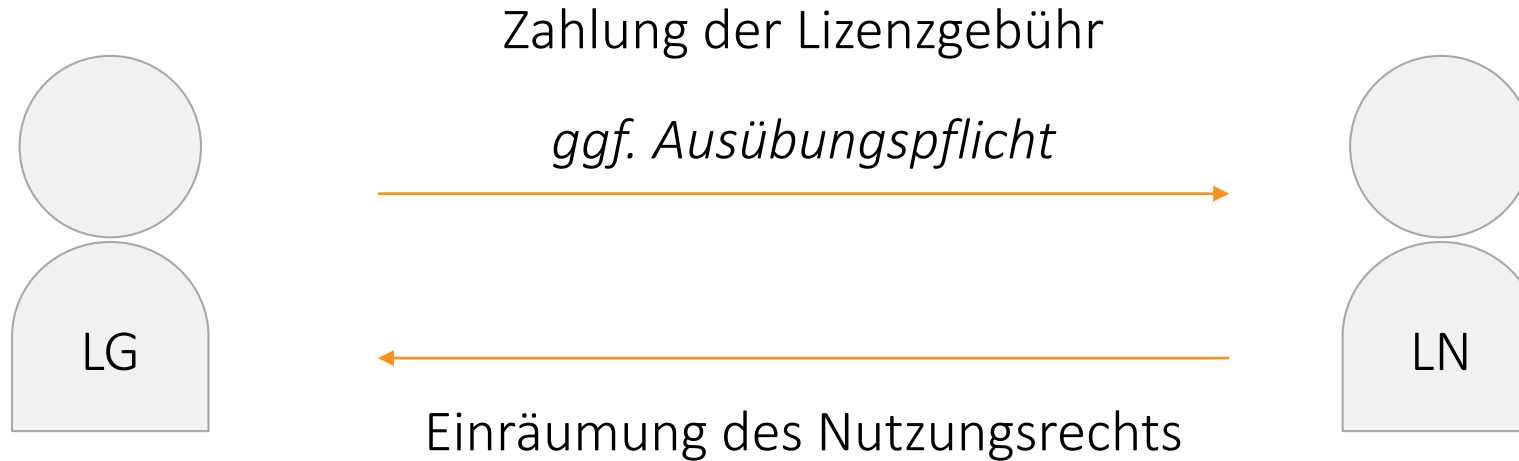 Zahlung der Lizenzgebühr
ggf. Ausübungspflicht
LG
LN
Einräumung des Nutzungsrechts